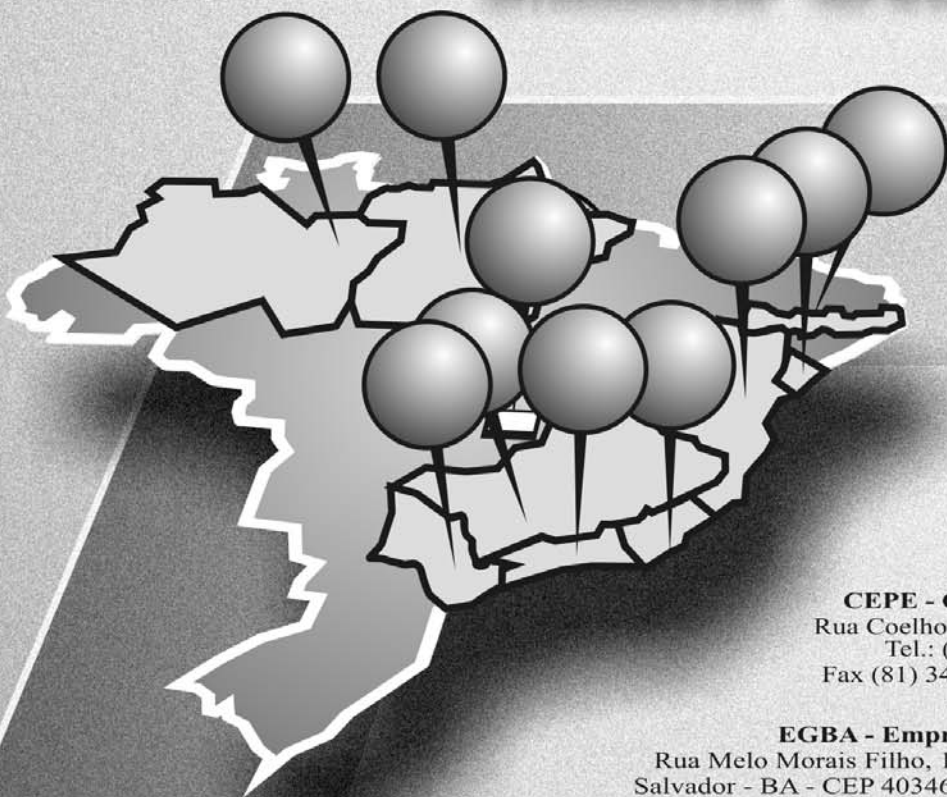 CEPE -
Rua Coelho
Tel.: (
Fax (81) 34
EGBA - Empr
Rua Melo Morais Filho, 1
Salvador - BA - CEP 40346